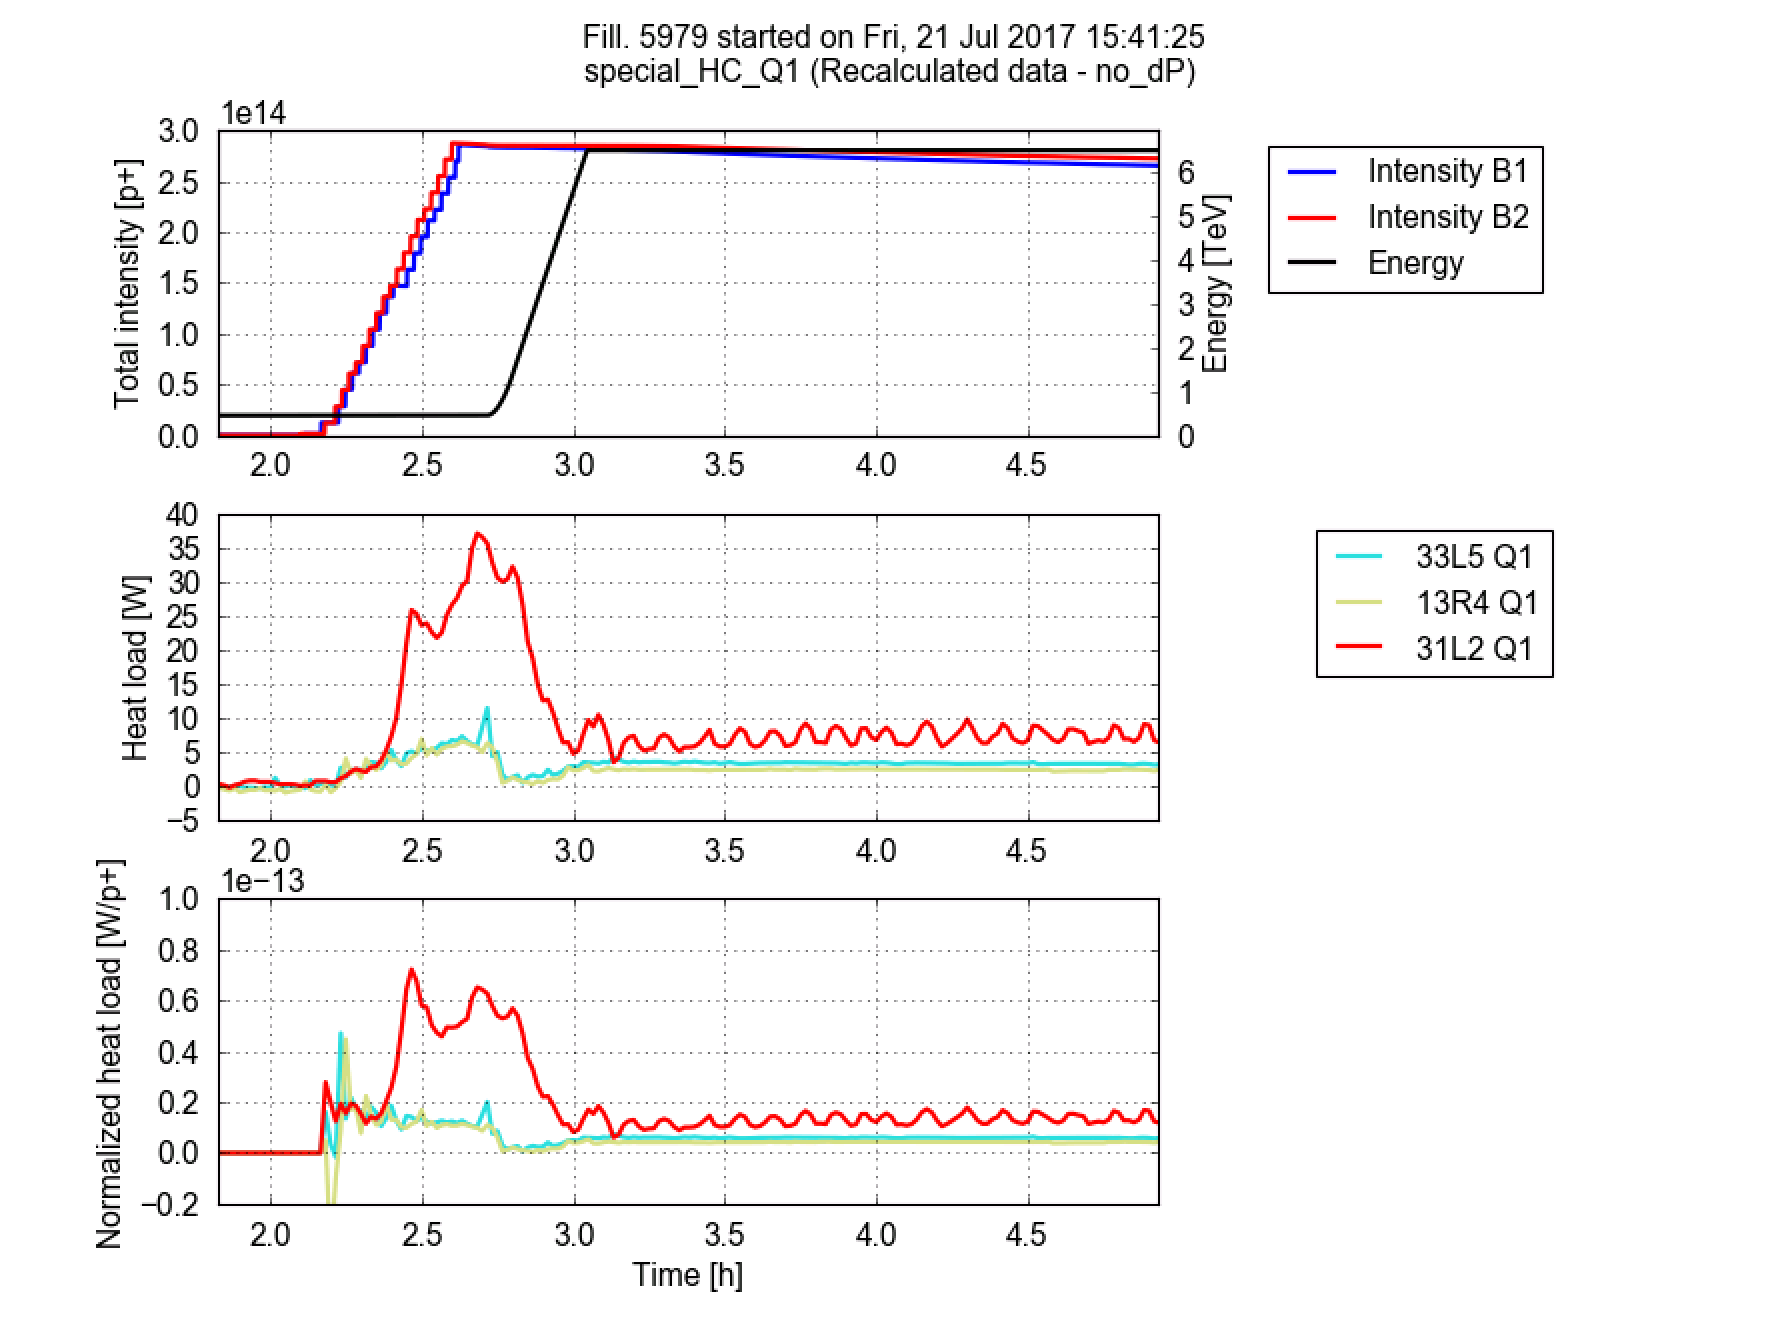 Fill. 5979 started on Fri, 21 Jul 2017 15:41:25
special_HC_Q1 (Recalculated data - no_dP)
1e14
Total intensity [p+]
3.0
2.5
2.0
1.5
1.0
0.5
0.0
6
5
4
3
2
1
0
Energy [TeV]
2.0 2.5 3.0 3.5 4.0 4.5
Intensity B1
Intensity B2
Energy
Heat load [W]
40
35
30
25
20
15
10
5
0
−5
2.0 2.5 3.0 3.5 4.0 4.5
33L5 Q1
13R4 Q1
31L2 Q1
1e−13
Normalized heat load [W/p+]
1.0
0.8
0.6
0.4
0.2
0.0
−0.2
2.0 2.5 3.0 3.5 4.0 4.5
Time [h]